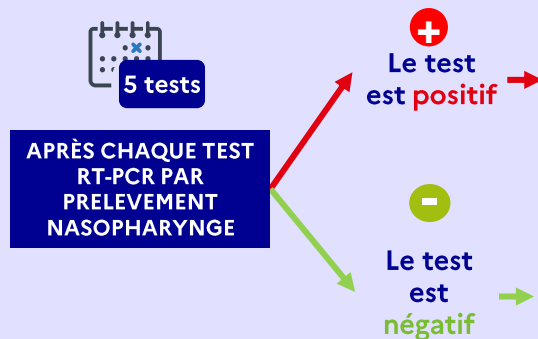 5 tests
APRÈS CHAQUE TEST
RT-PCR PAR
PRELEVEMENT
NASOPHARYNGE
+
Le test
est positif
-
Le test
est
négatif